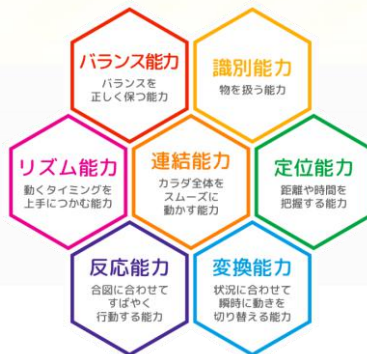 バランス能力
バランスを
正しく保つ能力
識別能力
物を扱う能力
リズム能力
動くタイミングを
上手につかむ能力
連結能力
カラダ全体を
スムーズに
動かす能力
定位能力
距離や時間を
把握する能力
反応能力
合図に合わせて
すばやく
行動する能力
変換能力
状況に合わせて
瞬時に動きを
切り替える能力